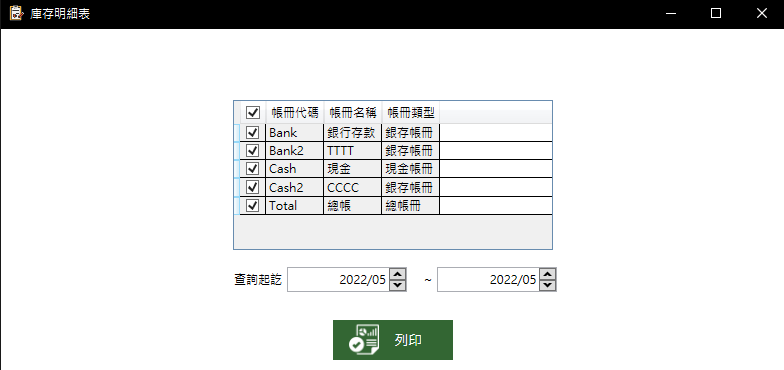 庫存明細表
帳冊代碼 帳冊名稱 帳冊類型
Bank 銀行存款 銀存帳冊
Bank2 TTTT 銀存帳冊
Cash 現金 現金帳冊
Cash2 CCCC 銀存帳冊
Total 總帳 總帳冊
查詢起訖 2022/05 ~ 2022/05
列印